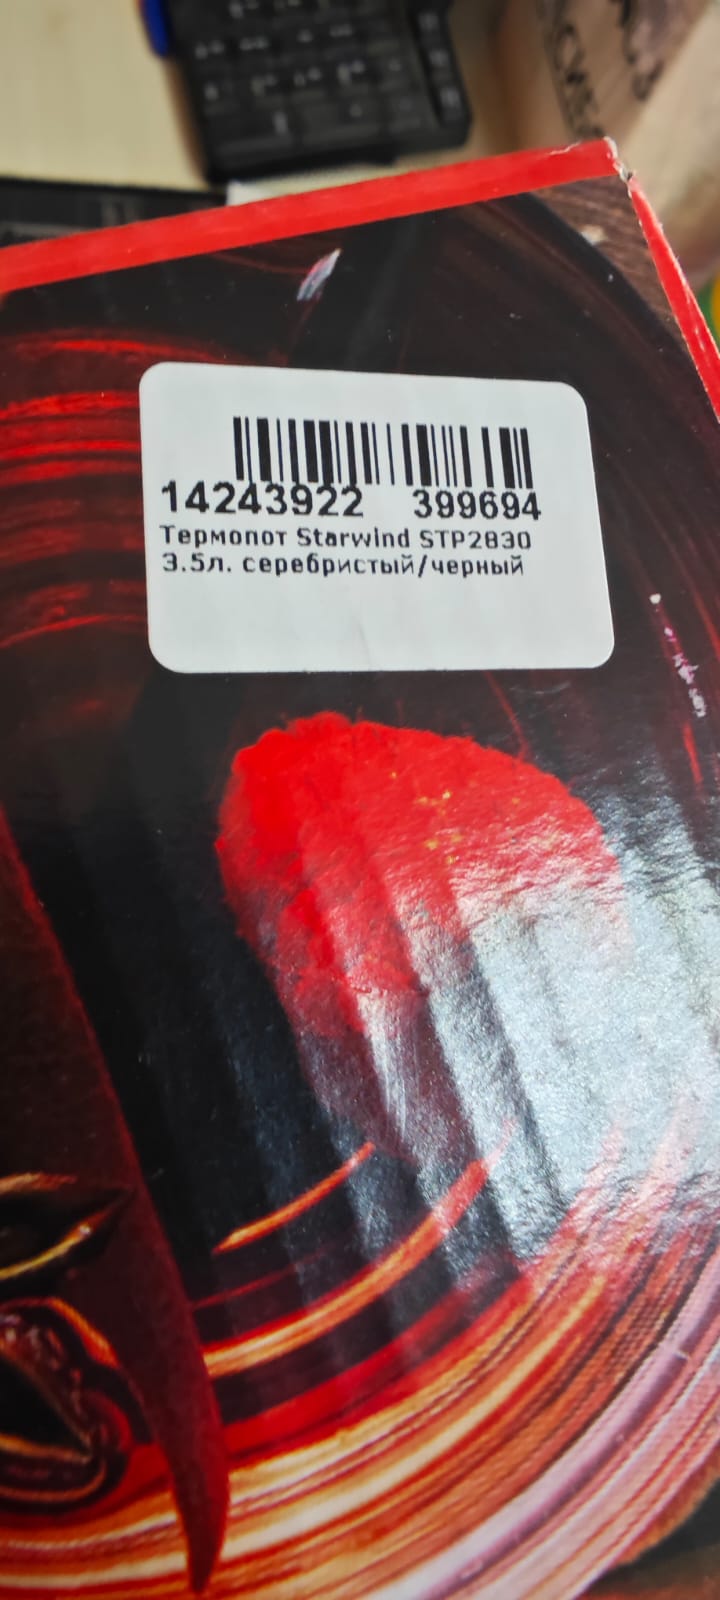 14243922 399694
Термопот Starwind STP2830
3.5л. серебристый/черный